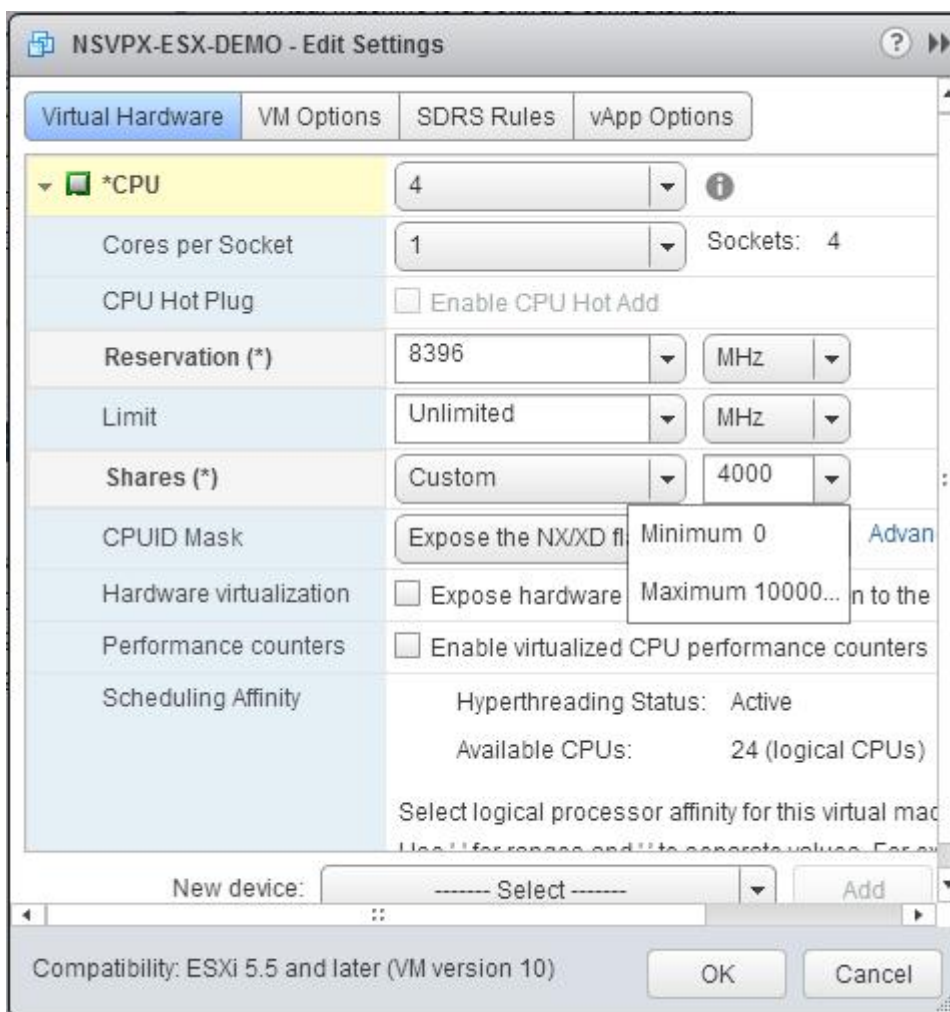 NSVPX-ESX-DEMO - Edit Settings
Virtual Hardware VM Options SDRS Rules vApp Options
*CPU 4
Cores per Socket 1 Sockets: 4
CPU Hot Plug Enable CPU Hot Add
Reservation (*) 8396 MHz
Limit Unlimited MHz
Shares (*) Custom 4000
Minimum 0
Maximum 10000...
CPUID Mask Expose the NX/XD fl Advan
Hardware virtualization Expose hardware n to the
Performance counters Enable virtualized CPU performance counters
Scheduling Affinity Hyperthreading Status: Active
Available CPUs: 24 (logical CPUs)
Select logical processor affinity for this virtual mac
New device: ------- Select ------- Add
Compatibility: ESXi 5.5 and later (VM version 10) OK Cancel